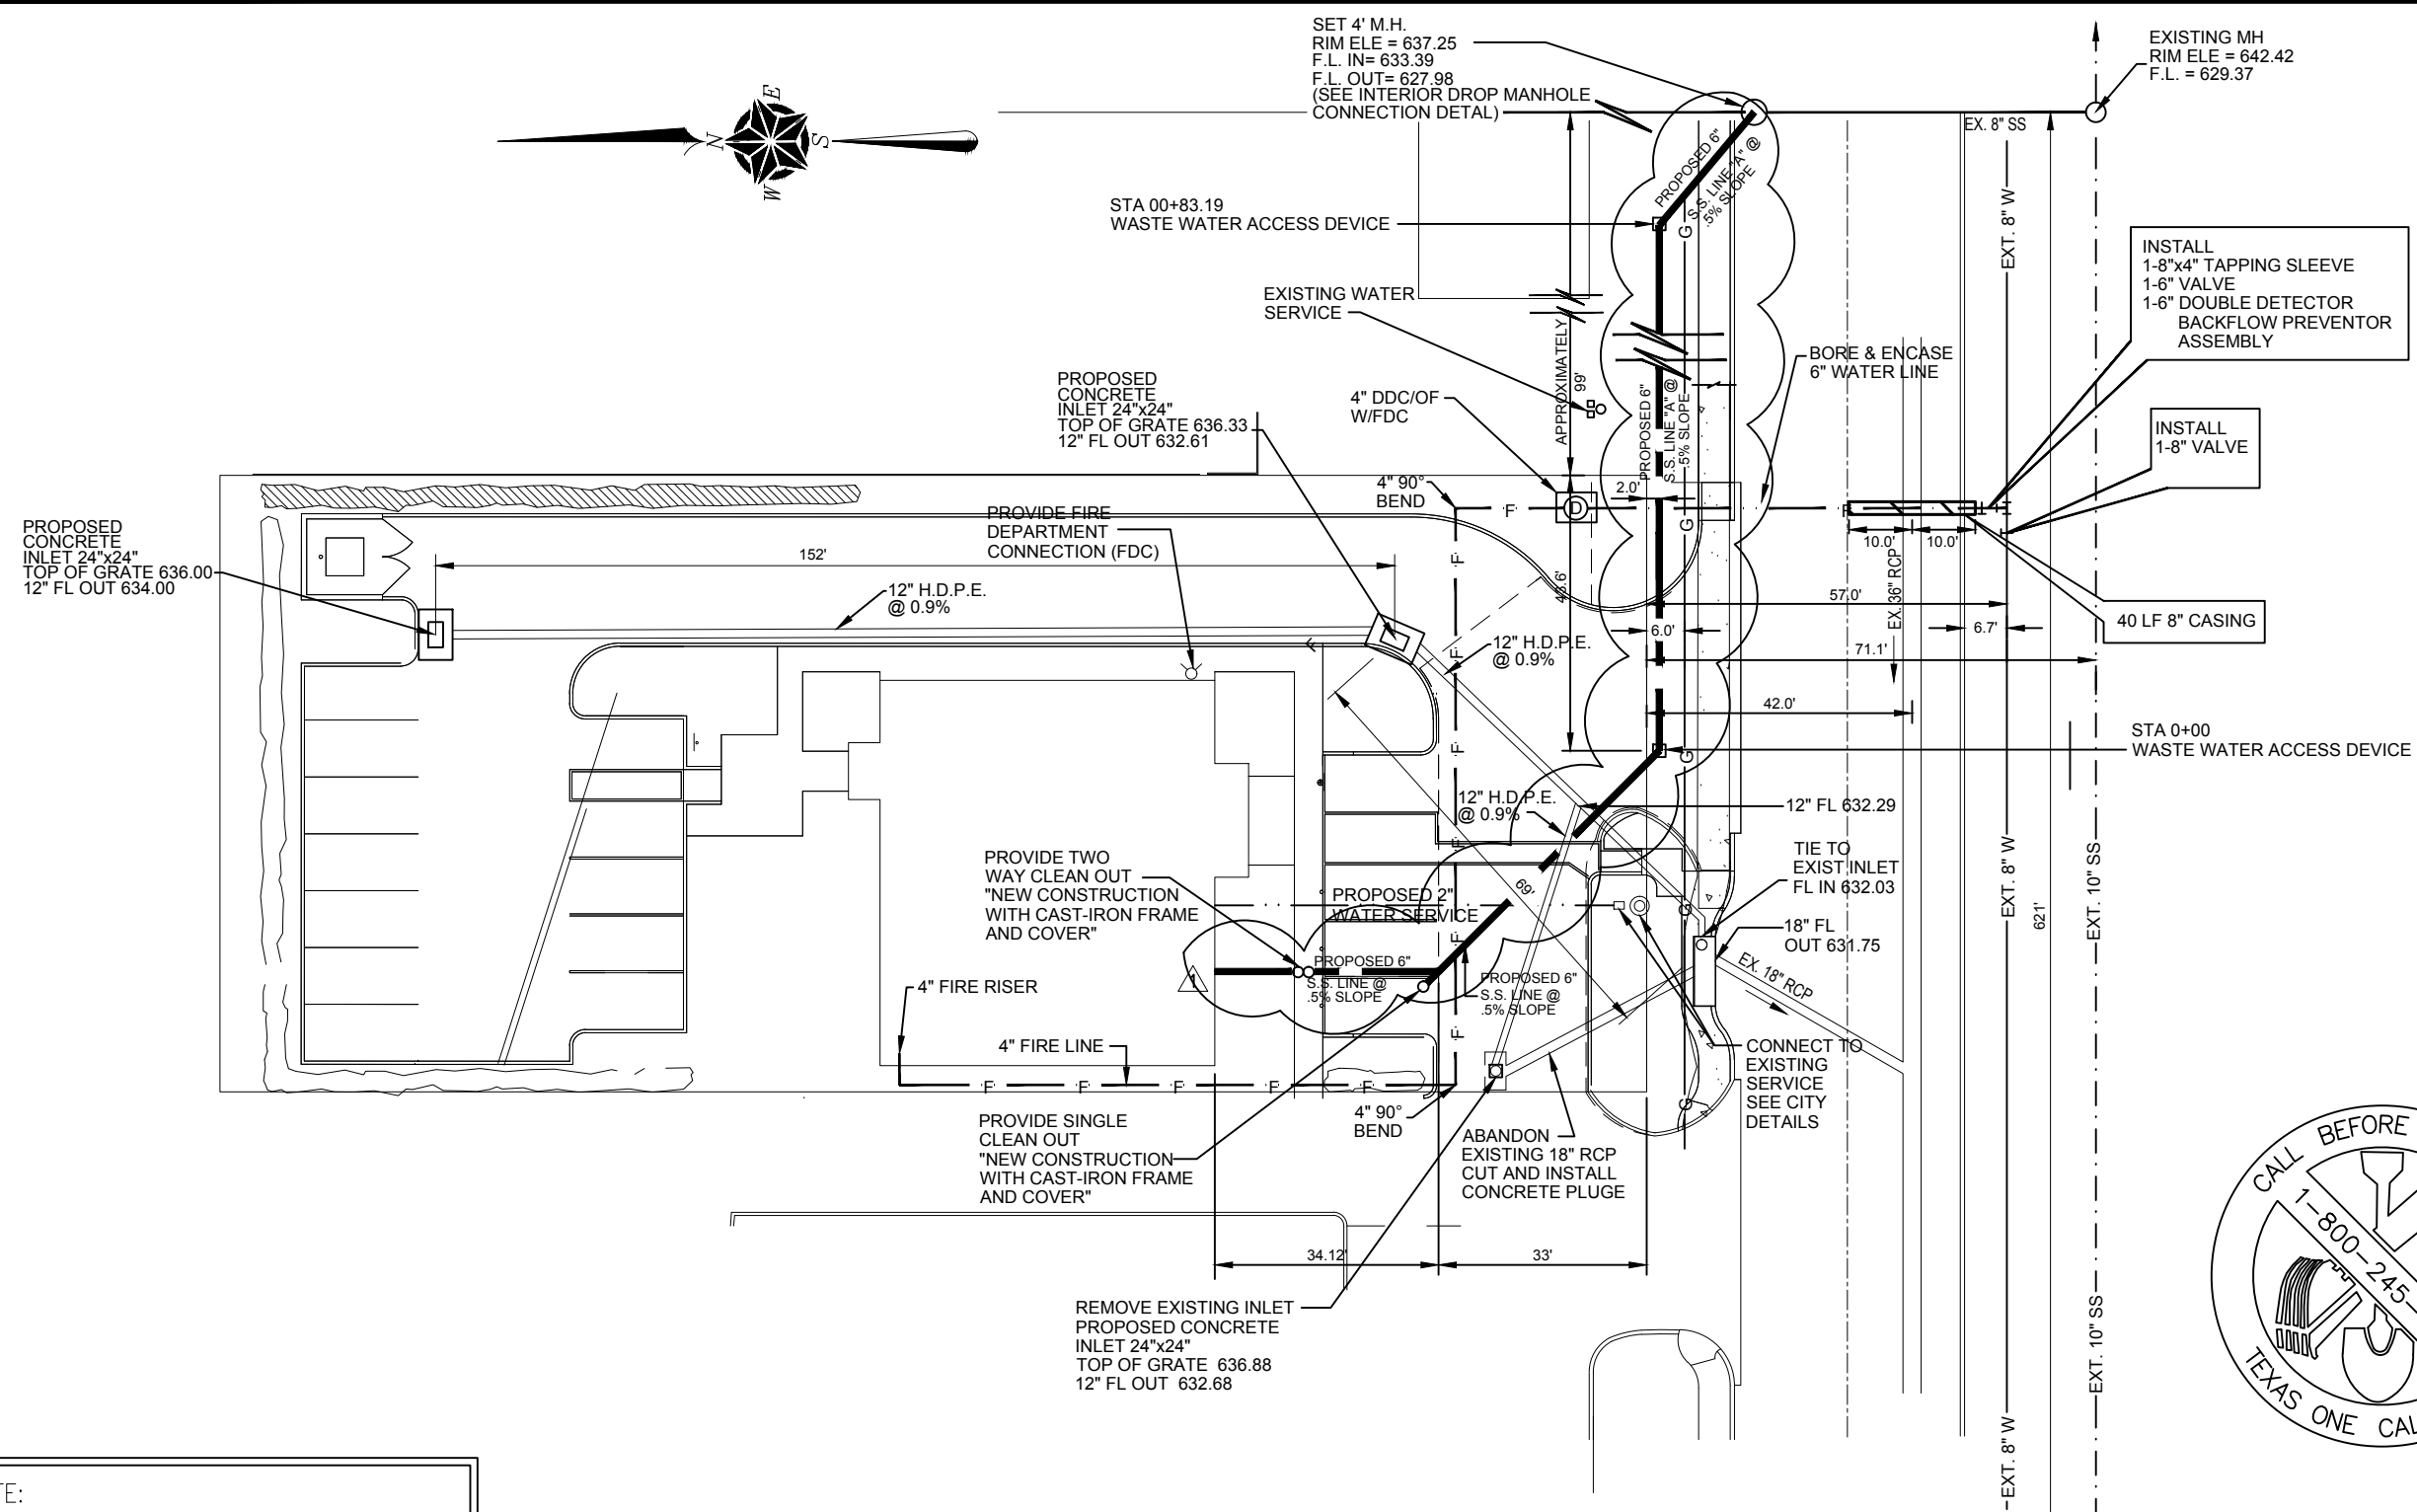 SET 4' M.H.
RIM ELE = 637.25
F.L. IN= 633.39
F.L. OUT= 627.98
(SEE INTERIOR DROP MANHOLE
CONNECTION DETAL)
EXISTING MH
RIM ELE = 642.42
F.L. = 629.37
N
E
S
W
EX. 8" SS
PROPOSED 6"
S.S. LINE "A" @
.5% SLOPE
STA 00+83.19
WASTE WATER ACCESS DEVICE
G
EXT. 8" W
INSTALL
1-8"x4" TAPPING SLEEVE
1-6" VALVE
1-6" DOUBLE DETECTOR
BACKFLOW PREVENTOR
ASSEMBLY
EXISTING WATER
SERVICE
APPROXIMATELY
99'
BORE & ENCASE
6" WATER LINE
PROPOSED
CONCRETE
INLET 24"x24"
TOP OF GRATE 636.33
12" FL OUT 632.61
4" DDC/OF
W/FDC
PROPOSED 6"
S.S. LINE "A" @
.5% SLOPE
INSTALL
1-8" VALVE
4" 90°
BEND
2.0'
F
D
F
G
PROPOSED
CONCRETE
INLET 24"x24"
TOP OF GRATE 636.00
12" FL OUT 634.00
PROVIDE FIRE
DEPARTMENT
CONNECTION (FDC)
152'
10.0'
10.0'
EX. 36" RCP
12" H.D.P.E.
@ 0.9%
F
57.0'
40 LF 8" CASING
6.0'
6.7'
F
12" H.D.P.E.
@ 0.9%
F
71.1'
42.0'
F
G
STA 0+00
WASTE WATER ACCESS DEVICE
12" H.D.P.E.
@ 0.9%
12" FL 632.29
F
TIE TO
EXIST INLET
FL IN 632.03
EXT. 8" W
EXT. 10" SS
621'
PROVIDE TWO
WAY CLEAN OUT
"NEW CONSTRUCTION
WITH CAST-IRON FRAME
AND COVER"
PROPOSED 2"
WATER SERVICE
69'
G
F
18" FL
OUT 631.75
EX. 18" RCP
1
PROPOSED 6"
S.S. LINE @
.5% SLOPE
PROPOSED 6"
S.S. LINE @
.5% SLOPE
4" FIRE RISER
4" FIRE LINE
F
CONNECT TO
EXISTING
SERVICE
SEE CITY
DETAILS
F
F
F
F
F
G
PROVIDE SINGLE
CLEAN OUT
"NEW CONSTRUCTION
WITH CAST-IRON FRAME
AND COVER"
4" 90°
BEND
ABANDON
EXISTING 18" RCP
CUT AND INSTALL
CONCRETE PLUGE
34.12'
33'
REMOVE EXISTING INLET
PROPOSED CONCRETE
INLET 24"x24"
TOP OF GRATE 636.88
12" FL OUT 632.68
EXT. 10" SS
EXT. 8" W
CALL BEFORE
1-800-245-
TEXAS ONE CAL
TE: